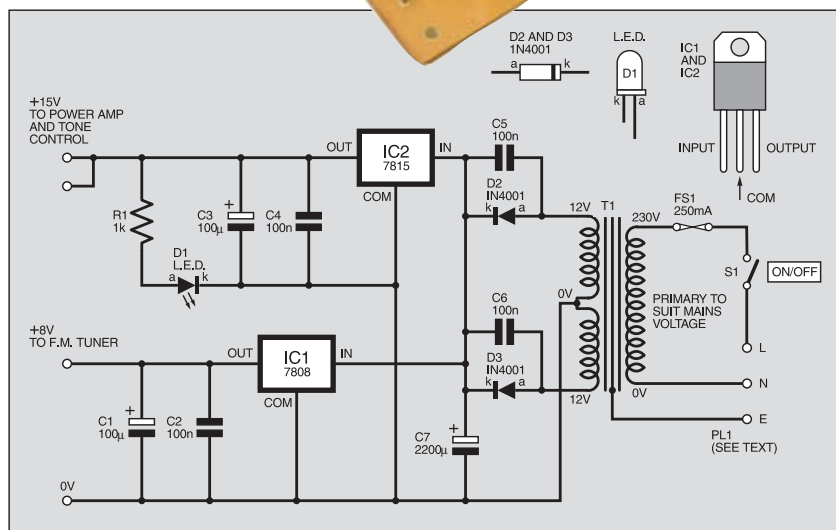 D2 AND D3
1N4001
a
k
L.E.D.
D1
k
a
IC1
AND
IC2
INPUT
OUTPUT
COM
+15V
TO POWER AMP
AND TONE
CONTROL
OUT
IC2
7815
IN
COM
C5
100n
D2
IN4001
k
a
12V
T1
230V
FS1
250mA
R1
1k
+
C3
100µ
C4
100n
D1
L.E.D.
a
k
0V
S1
ON/OFF
PRIMARY TO
SUIT MAINS
VOLTAGE
C6
100n
D3
IN4001
k
a
12V
0V
L
N
E
PL1
(SEE TEXT)
+8V
TO F.M. TUNER
OUT
IC1
7808
IN
COM
+
C1
100µ
C2
100n
+
C7
2200µ
0V